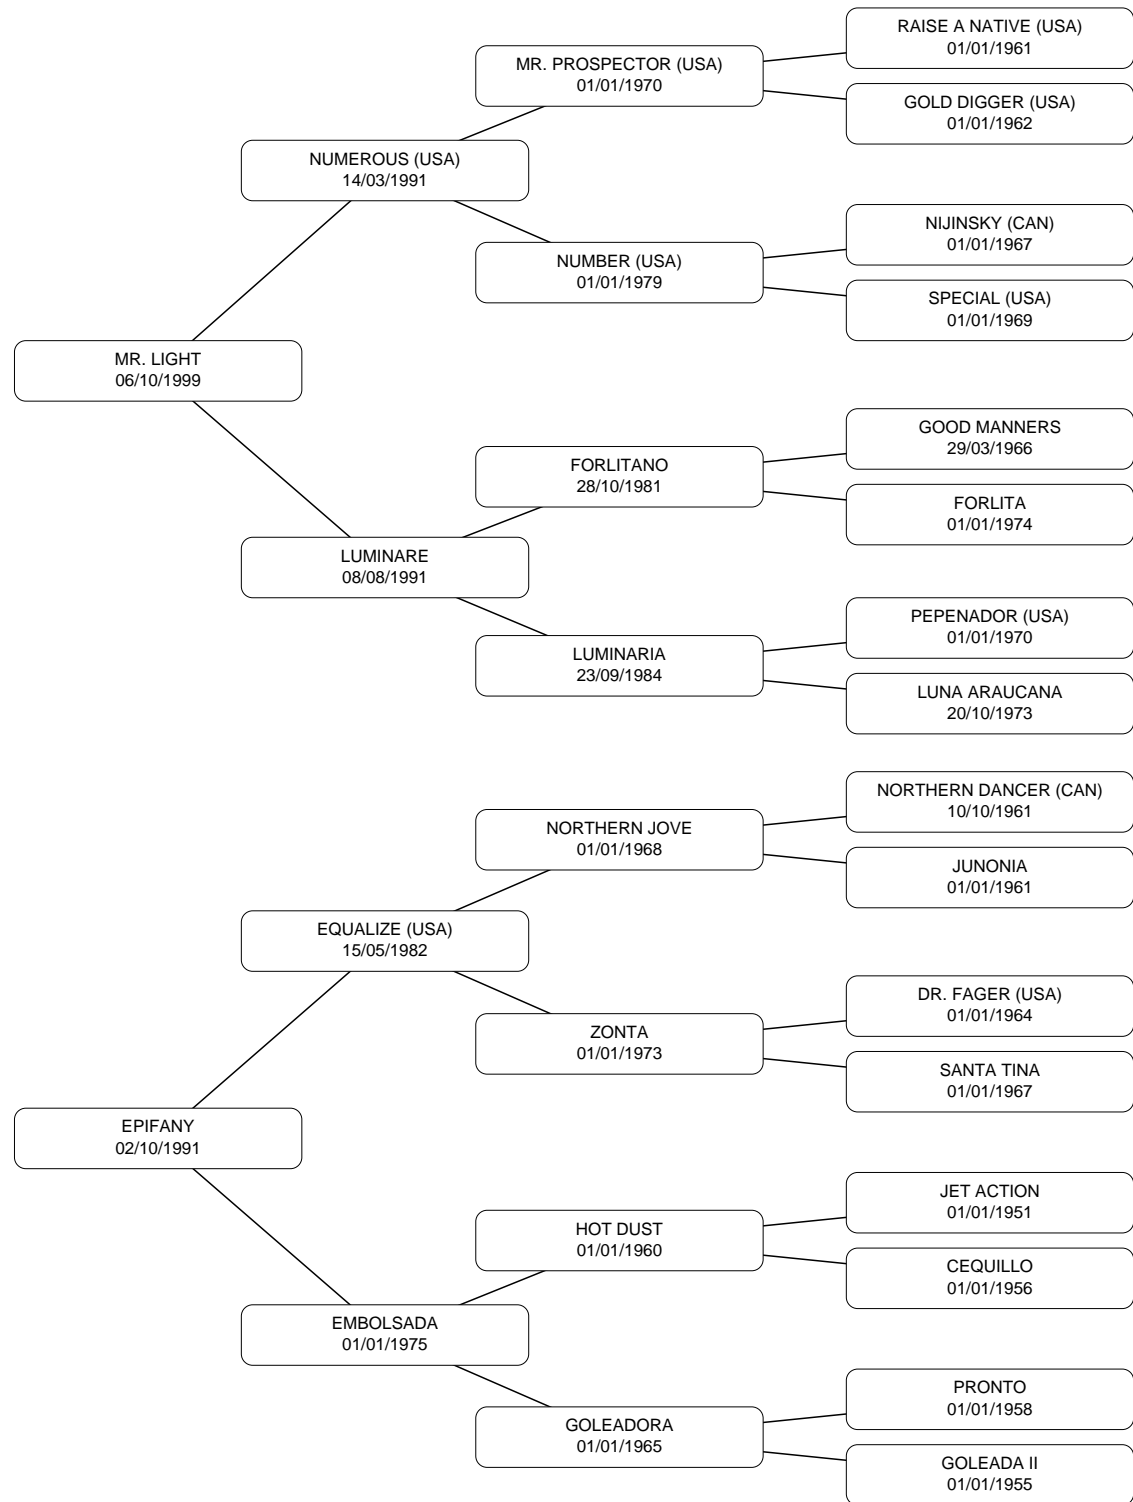 RAISE A NATIVE (USA)
01/01/1961
MR. PROSPECTOR (USA)
01/01/1970
GOLD DIGGER (USA)
01/01/1962
NUMEROUS (USA)
14/03/1991
NIJINSKY (CAN)
01/01/1967
NUMBER (USA)
01/01/1979
SPECIAL (USA)
01/01/1969
MR. LIGHT
06/10/1999
GOOD MANNERS
29/03/1966
FORLITANO
28/10/1981
FORLITA
01/01/1974
LUMINARE
08/08/1991
PEPENADOR (USA)
01/01/1970
LUMINARIA
23/09/1984
LUNA ARAUCANA
20/10/1973
NORTHERN DANCER (CAN)
10/10/1961
NORTHERN JOVE
01/01/1968
JUNONIA
01/01/1961
EQUALIZE (USA)
15/05/1982
DR. FAGER (USA)
01/01/1964
ZONTA
01/01/1973
SANTA TINA
01/01/1967
EPIFANY
02/10/1991
JET ACTION
01/01/1951
HOT DUST
01/01/1960
CEQUILLO
01/01/1956
EMBOLSADA
01/01/1975
PRONTO
01/01/1958
GOLEADORA
01/01/1965
GOLEADA II
01/01/1955